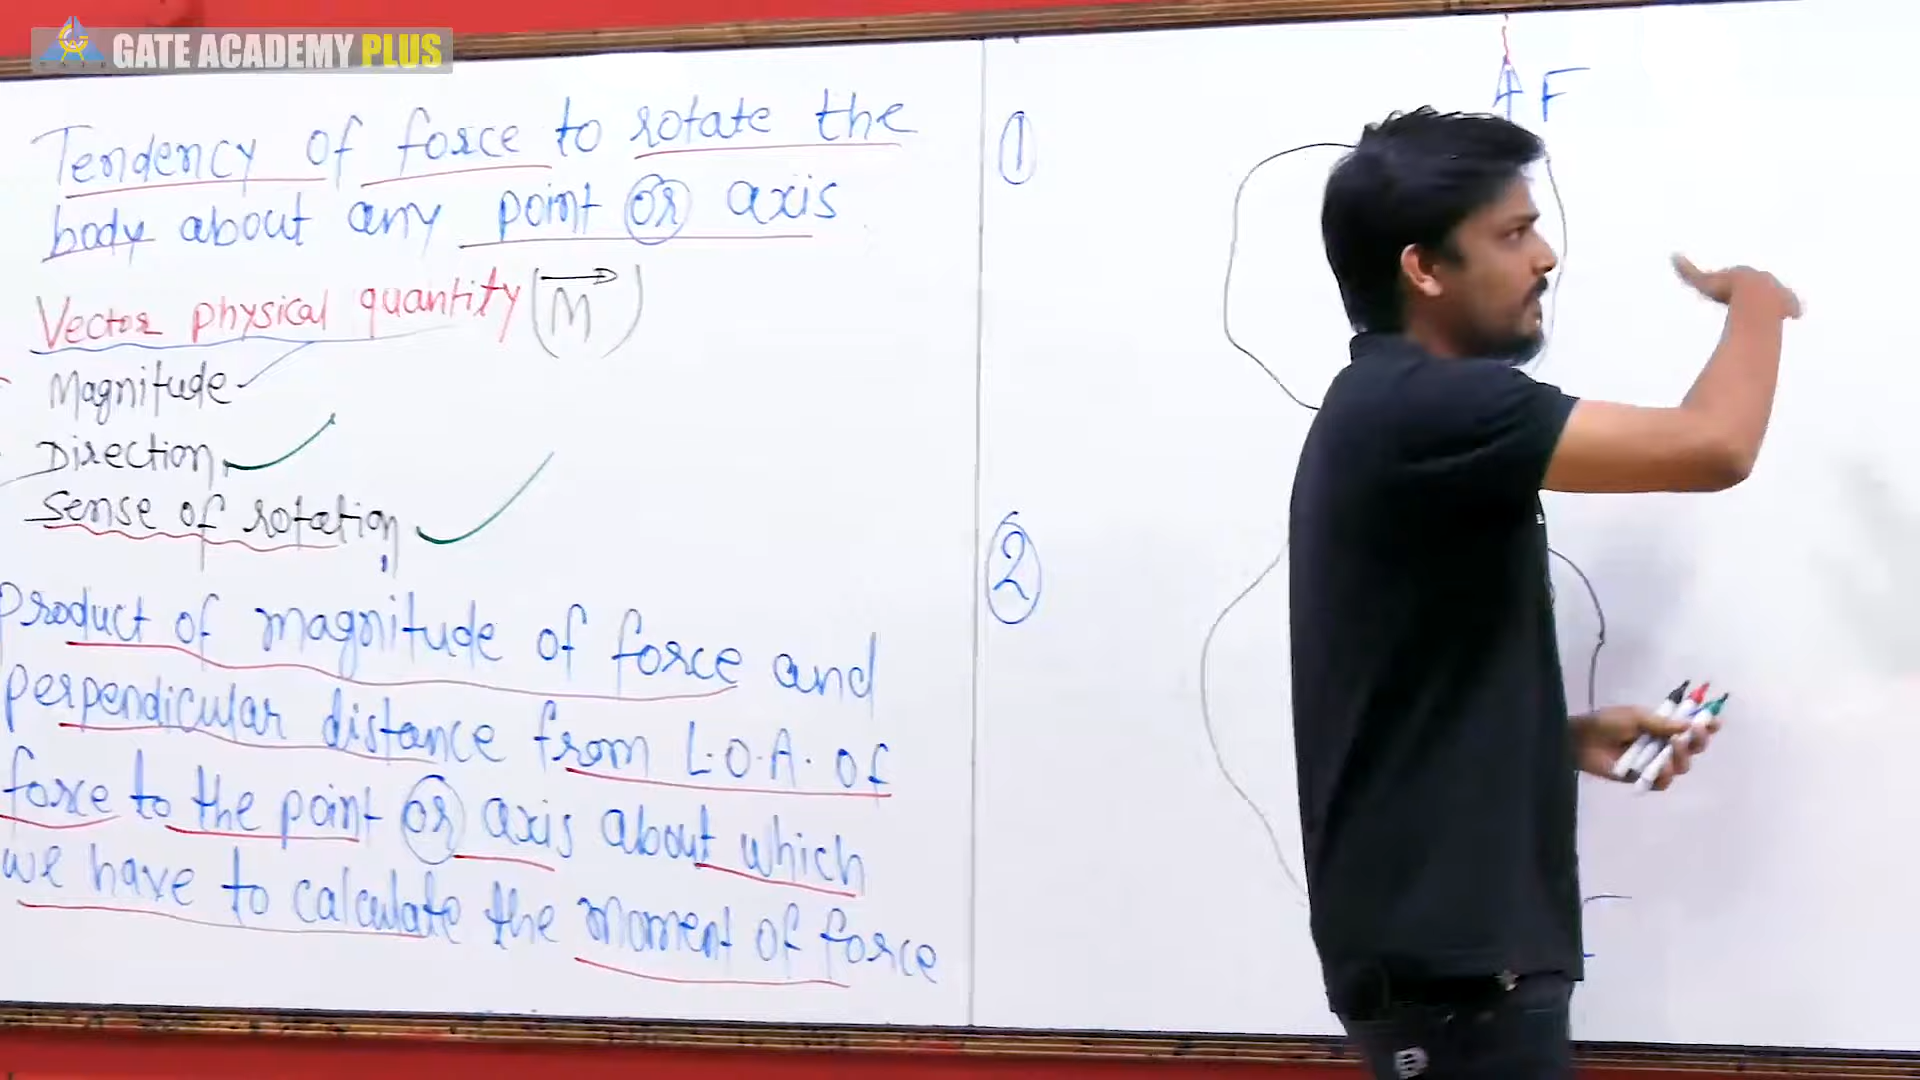 GATE ACADEMY PLUS
Tendency of force to rotate the
body about any point or axis
Vector physical quantity (M)
Magnitude
Direction
Sense of rotation
Product of magnitude of force and
perpendicular distance from L.O.A. of
force to the point or axis about which
we have to calculate the moment of force
1
F
2